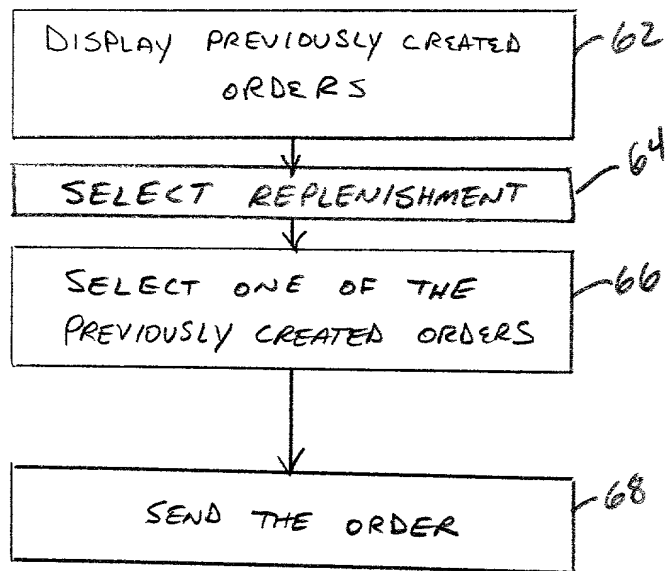 DISPLAY PREVIOUSLY CREATED
ORDERS
62
SELECT REPLENISHMENT
64
SELECT ONE OF THE
PREVIOUSLY CREATED ORDERS
66
SEND THE ORDER
68